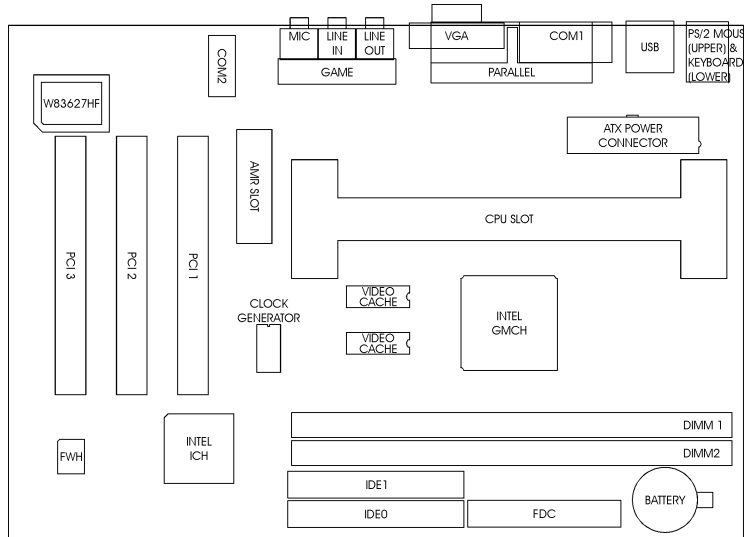 MIC
LINE
IN
LINE
OUT
GAME
VGA
COM1
PARALLEL
USB
PS/2 MOUS
(UPPER) &
KEYBOARD
(LOWER)
COM2
W83627HF
ATX POWER
CONNECTOR
AMR SLOT
CPU SLOT
PCI 3
PCI 2
PCI 1
VIDEO
CACHE
CLOCK
GENERATOR
INTEL
GMCH
VIDEO
CACHE
DIMM 1
INTEL
ICH
FWH
DIMM2
IDE1
BATTERY
IDE0
FDC